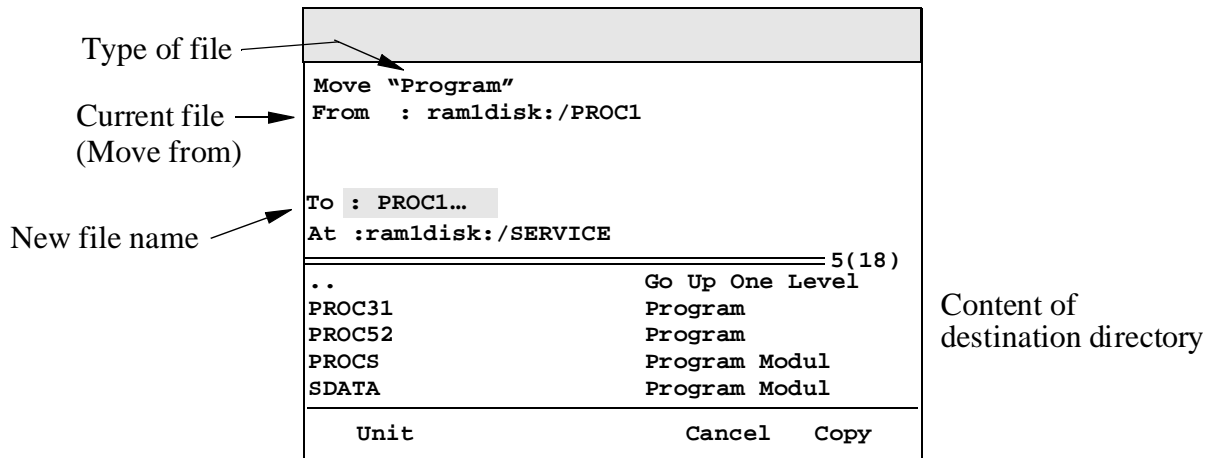 Type of file
Move “Program”
Current file
(Move from)
From : ram1disk:/PROC1
To : PROC1…
New file name
At :ram1disk:/SERVICE
5(18)
.. Go Up One Level
PROC31 Program
PROC52 Program
PROCS Program Modul
SDATA Program Modul
Content of
destination directory
Unit Cancel Copy